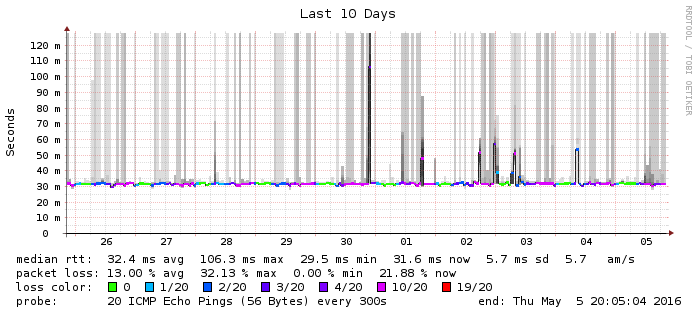 Last 10 Days
RRDTOOL / TOBI OETIKER
Seconds
120 m
110 m
100 m
90 m
80 m
70 m
60 m
50 m
40 m
30 m
20 m
10 m
0
26 27 28 29 30 01 02 03 04 05
median rtt: 32.4 ms avg 106.3 ms max 29.5 ms min 31.6 ms now 5.7 ms sd 5.7 am/s
packet loss: 13.00 % avg 32.13 % max 0.00 % min 21.88 % now
loss color: 0 1/20 2/20 3/20 4/20 10/20 19/20
probe: 20 ICMP Echo Pings (56 Bytes) every 300s end: Thu May 5 20:05:04 2016